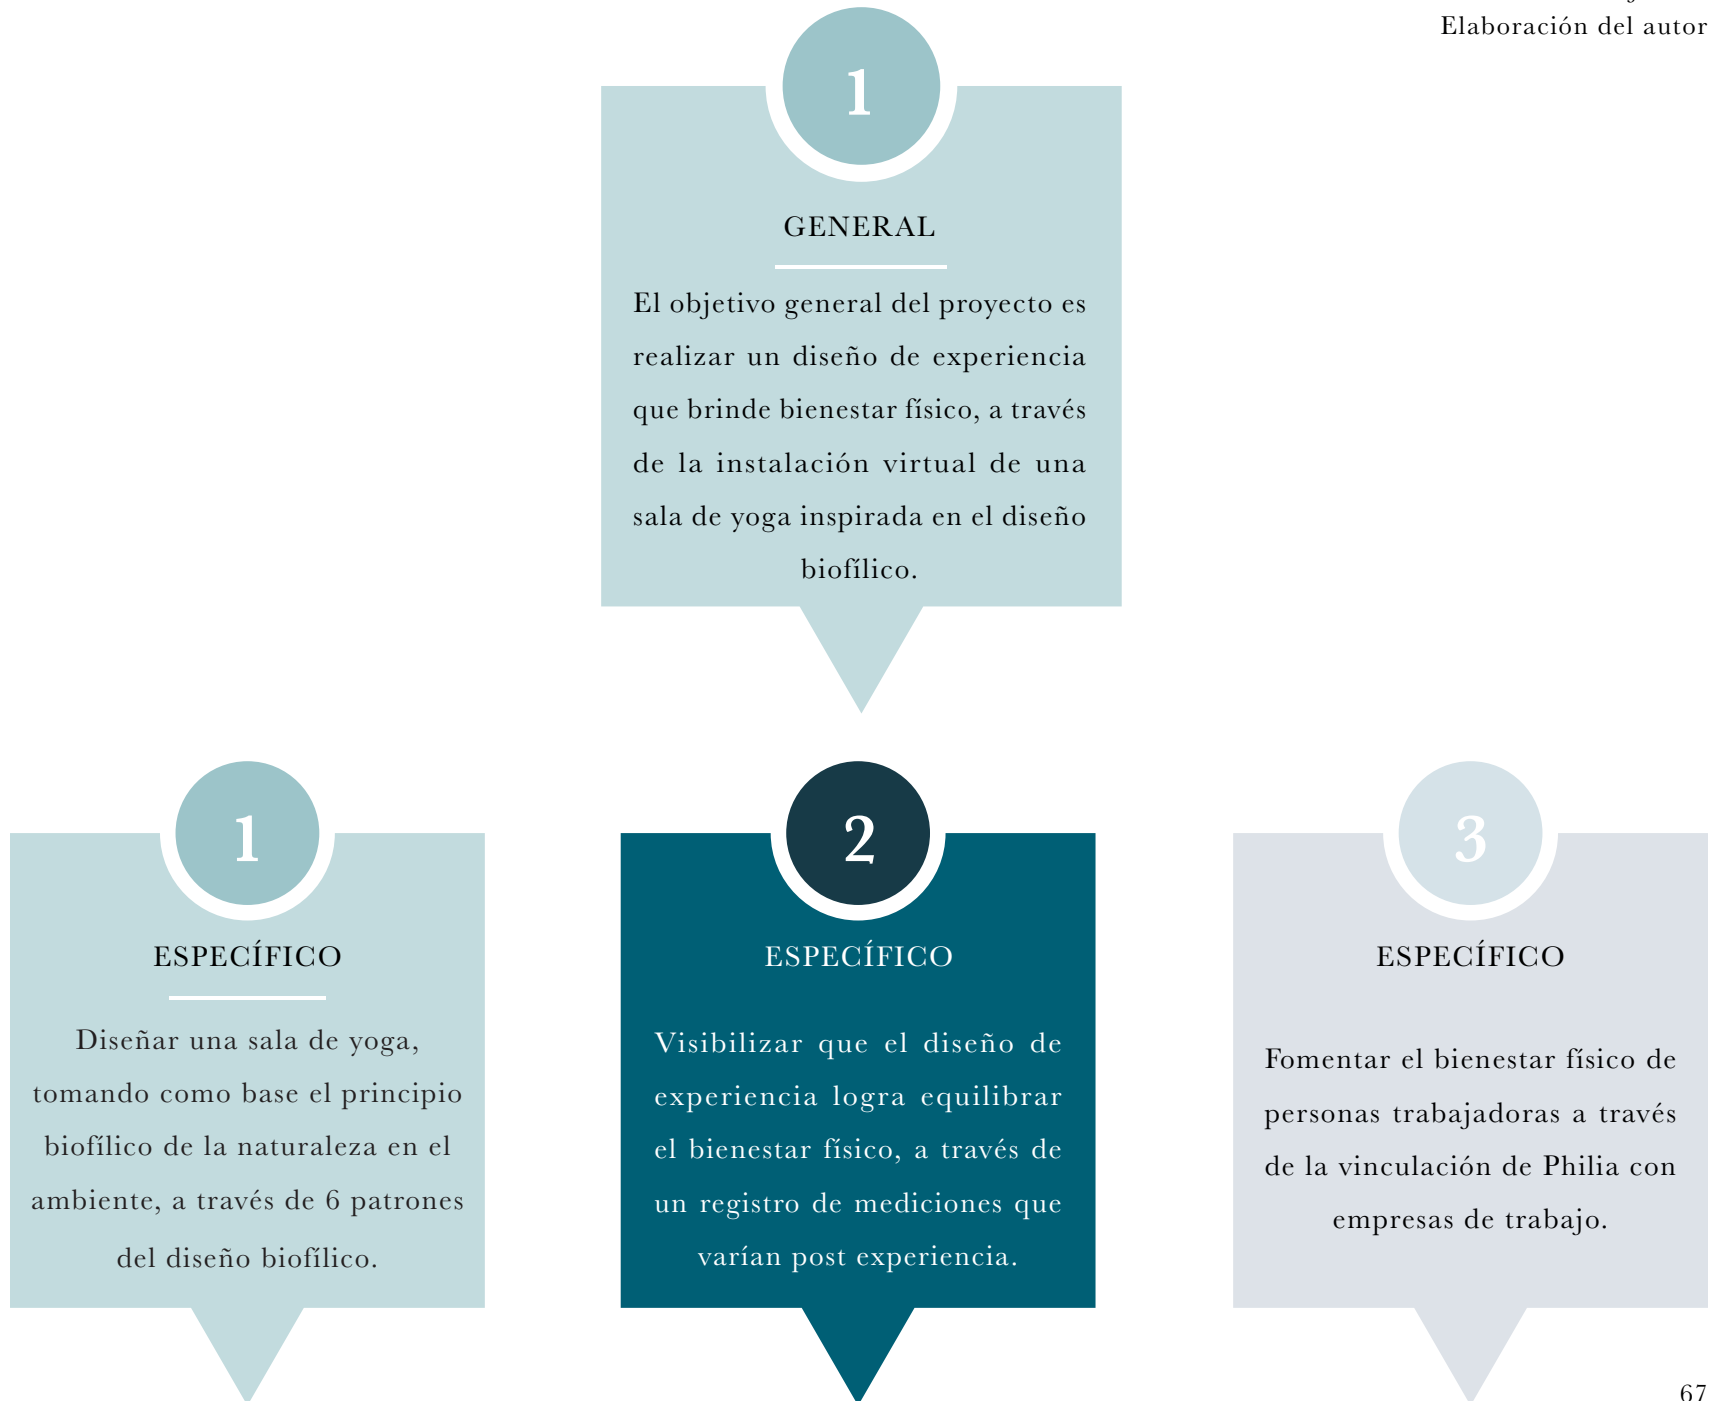 Elaboración del autor
1
GENERAL
El objetivo general del proyecto es
realizar un diseño de experiencia
que brinde bienestar físico, a través
de la instalación virtual de una
sala de yoga inspirada en el diseño
biofílico.
1
ESPECÍFICO
Diseñar una sala de yoga,
tomando como base el principio
biofílico de la naturaleza en el
ambiente, a través de 6 patrones
del diseño biofílico.
2
ESPECÍFICO
Visibilizar que el diseño de
experiencia logra equilibrar
el bienestar físico, a través de
un registro de mediciones que
varían post experiencia.
3
ESPECÍFICO
Fomentar el bienestar físico de
personas trabajadoras a través
de la vinculación de Philia con
empresas de trabajo.
67